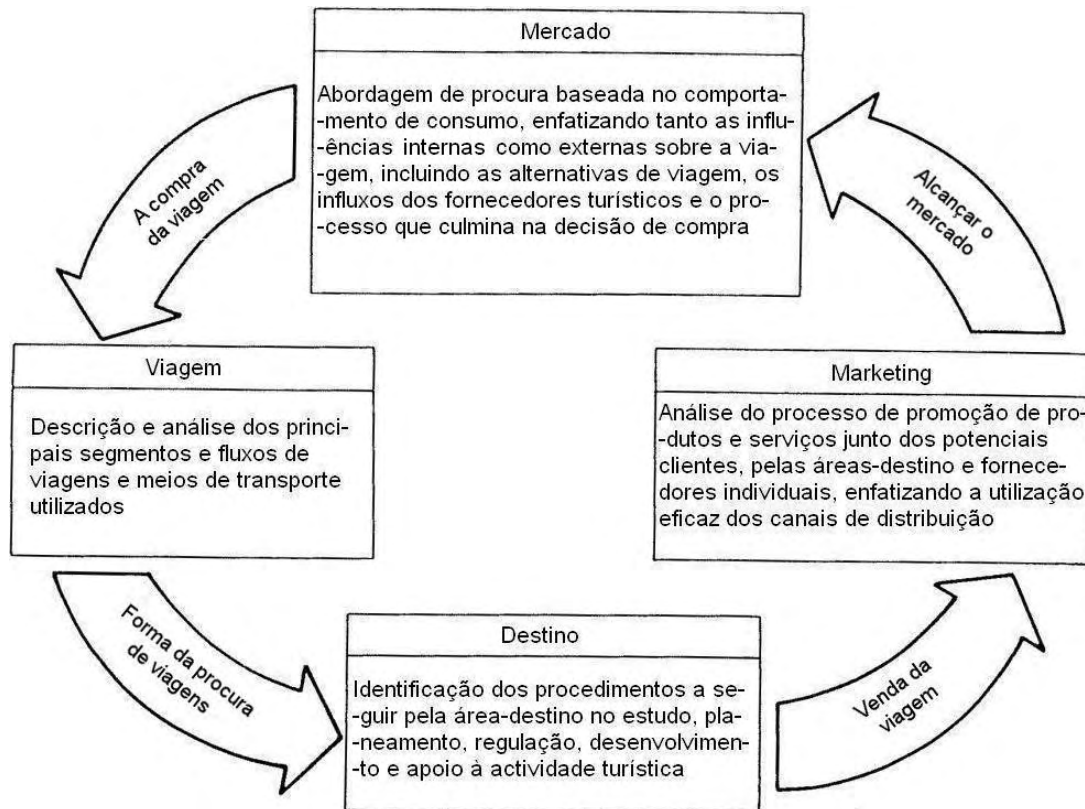 Mercado
Abordagem de procura baseada no comporta-
-mento de consumo, enfatizando tanto as influ-
-ências internas como externas sobre a via-
-gem, incluindo as alternativas de viagem, os
influxos dos fornecedores turísticos e o pro-
-cesso que culmina na decisão de compra
A compra
da viagem
Alcançar o
mercado
Viagem
Descrição e análise dos princi-
pais segmentos e fluxos de
viagens e meios de transporte
utilizados
Marketing
Análise do processo de promoção de pro-
-dutos e serviços junto dos potenciais
clientes, pelas áreas-destino e fornece-
dores individuais, enfatizando a utilização
eficaz dos canais de distribuição
Forma da procura
de viagens
Venda da
viagem
Destino
Identificação dos procedimentos a se-
-guir pela área-destino no estudo, pla-
-neamento, regulação, desenvolvimen-
-to e apoio à actividade turística